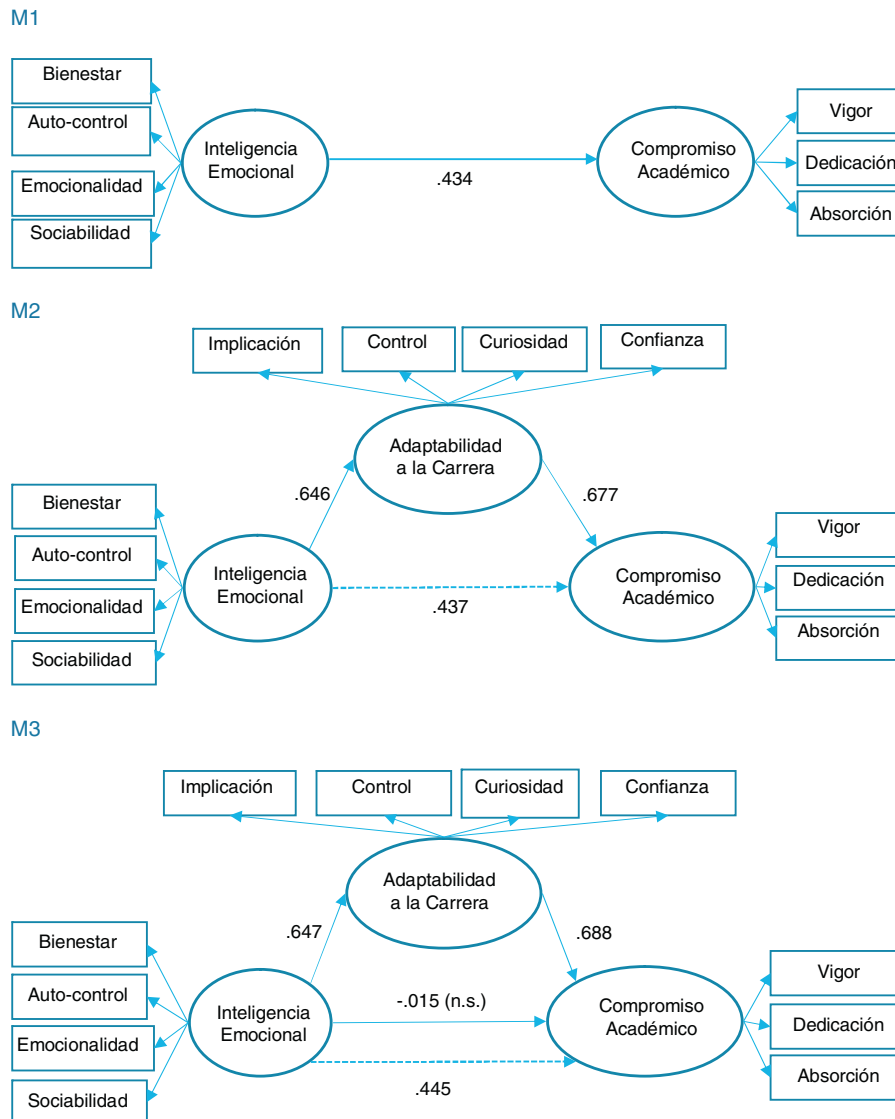 M1
Bienestar
Auto-control
Emocionalidad
Sociabilidad
Inteligencia
Emocional
.434
Compromiso
Académico
Vigor
Dedicación
Absorción
M2
Implicación
Control
Curiosidad
Confianza
Adaptabilidad
a la Carrera
.646
.677
Bienestar
Auto-control
Emocionalidad
Sociabilidad
Inteligencia
Emocional
.437
Compromiso
Académico
Vigor
Dedicación
Absorción
M3
Implicación
Control
Curiosidad
Confianza
Adaptabilidad
a la Carrera
.647
.688
Bienestar
Auto-control
Emocionalidad
Sociabilidad
Inteligencia
Emocional
-.015 (n.s.)
.445
Compromiso
Académico
Vigor
Dedicación
Absorción